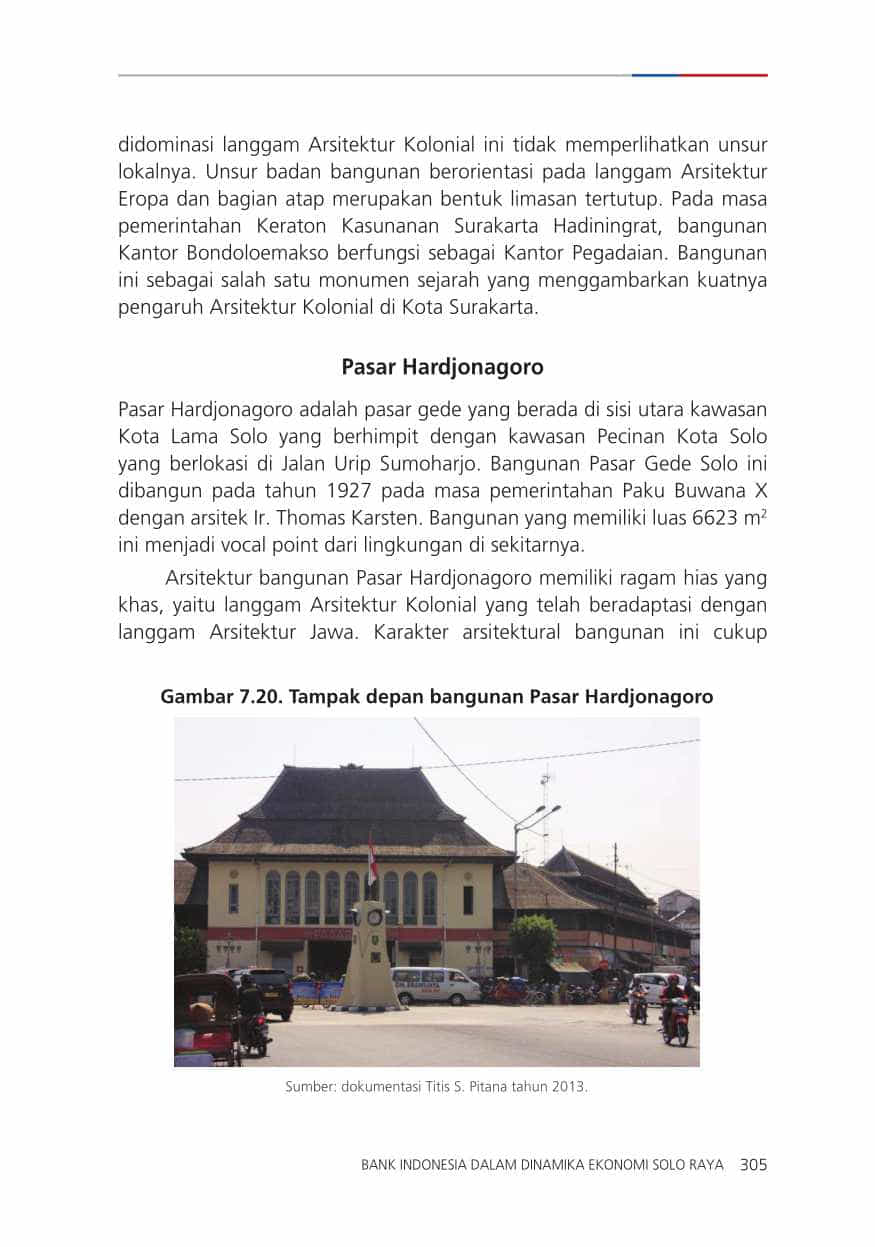 didominasi langgam Arsitektur Kolonial ini tidak memperlihatkan unsur
lokalnya. Unsur badan bangunan berorientasi pada langgam Arsitektur
Eropa dan bagian atap merupakan bentuk limasan tertutup. Pada masa
pemerintahan Keraton Kasunanan Surakarta Hadiningrat, bangunan
Kantor Bondoloemakso berfungsi sebagai Kantor Pegadaian. Bangunan
ini sebagai salah satu monumen sejarah yang menggambarkan kuatnya
pengaruh Arsitektur Kolonial di Kota Surakarta.
Pasar Hardjonagoro
Pasar Hardjonagoro adalah pasar gede yang berada di sisi utara kawasan
Kota Lama Solo yang berhimpit dengan kawasan Pecinan Kota Solo
yang berlokasi di Jalan Urip Sumoharjo. Bangunan Pasar Gede Solo ini
dibangun pada tahun 1927 pada masa pemerintahan Paku Buwana X
dengan arsitek Ir. Thomas Karsten. Bangunan yang memiliki luas 6623 m²
ini menjadi vocal point dari lingkungan di sekitarnya.
Arsitektur bangunan Pasar Hardjonagoro memiliki ragam hias yang
khas, yaitu langgam Arsitektur Kolonial yang telah beradaptasi dengan
langgam Arsitektur Jawa. Karakter arsitektural bangunan ini cukup
Gambar 7.20. Tampak depan bangunan Pasar Hardjonagoro
Sumber: dokumentasi Titis S. Pitana tahun 2013.
BANK INDONESIA DALAM DINAMIKA EKONOMI SOLO RAYA 305